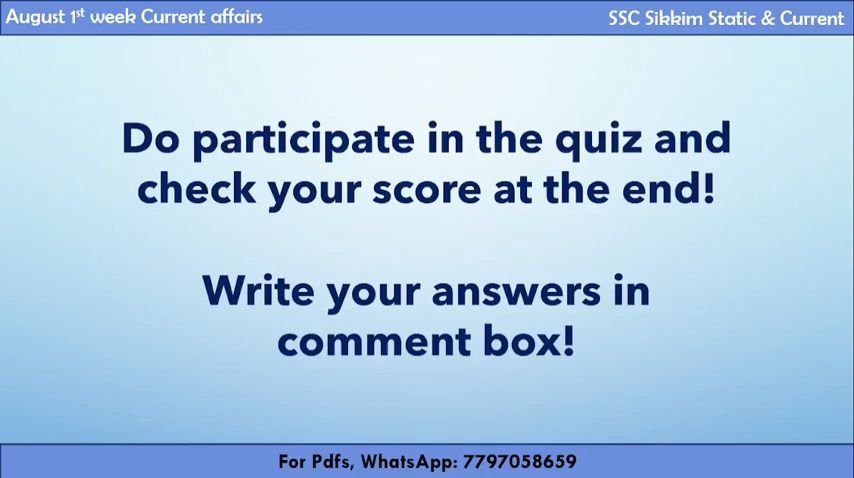 August 1st week Current affairs
SSC Sikkim Static & Current
Do participate in the quiz and
check your score at the end!
Write your answers in
comment box!
For Pdfs, WhatsApp: 7797058659